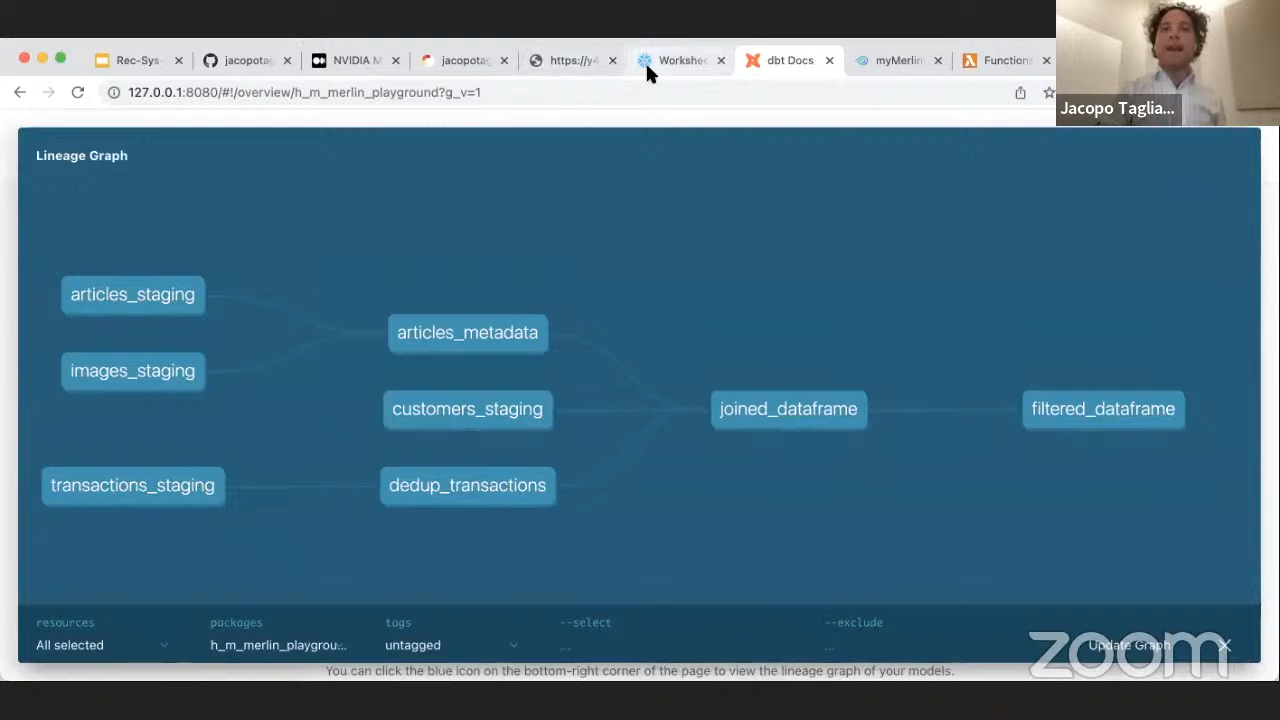 Rec-Sys
jacopotag
NVIDIA M
jacopotag
https://y4
Workshee
dbt Docs
myMerlin
Functions
127.0.0.1:8080/#!/overview/h_m_merlin_playground?g_v=1
Jacopo Taglia...
Lineage Graph
articles_staging
articles_metadata
images_staging
customers_staging
joined_dataframe
filtered_dataframe
transactions_staging
dedup_transactions
resources
packages
tags
--select
--exclude
All selected
h_m_merlin_playgrou...
untagged
...
...
Update Graph
zoom
You can click the blue icon on the bottom-right corner of the page to view the lineage graph of your models.